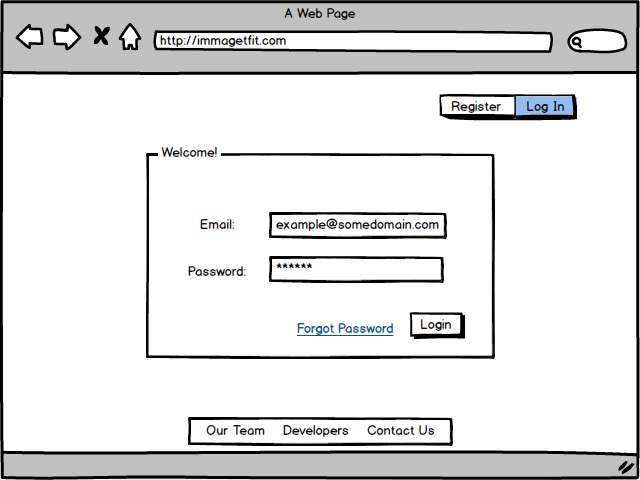 A Web Page
http://immagetfit.com
Register Log In
Welcome!
Email: example@somedomain.com
Password: ******
Forgot Password Login
Our Team Developers Contact Us